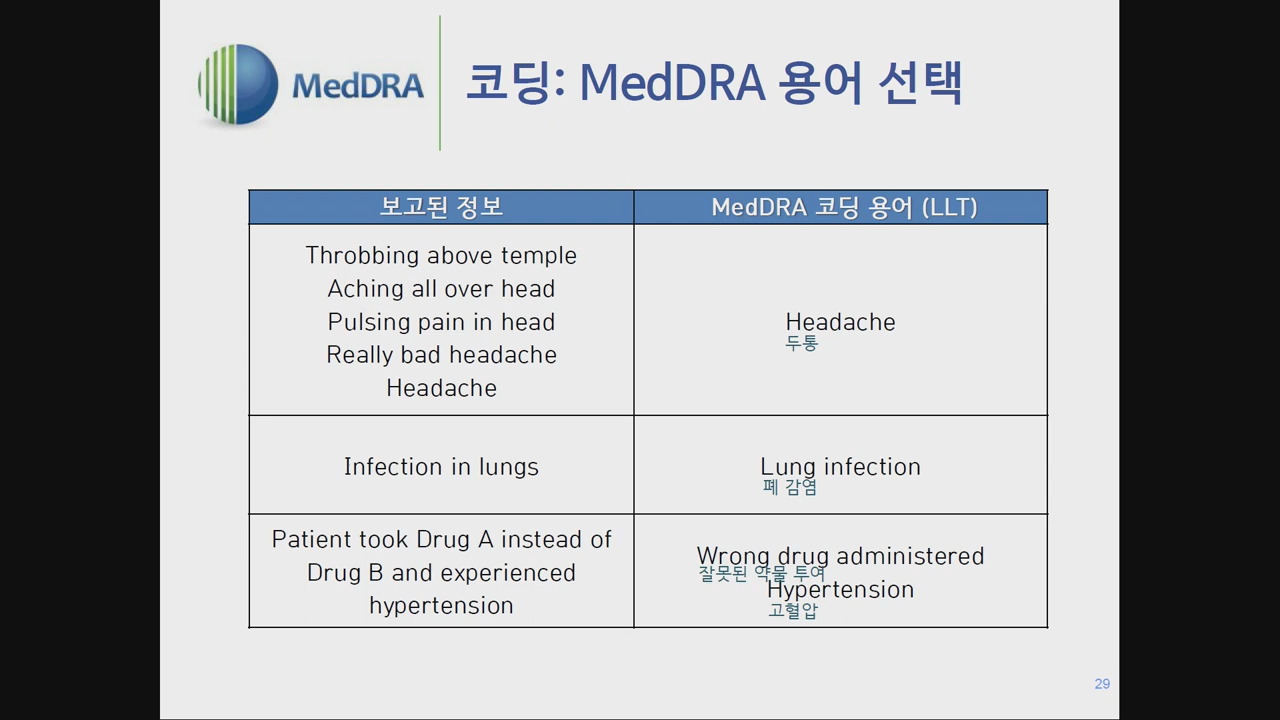 MedDRA
코딩: MedDRA 용어 선택
보고된 정보
MedDRA 코딩 용어 (LLT)
Throbbing above temple
Aching all over head
Pulsing pain in head
Really bad headache
Headache
Headache
두통
Infection in lungs
Lung infection
폐 감염
Patient took Drug A instead of
Drug B and experienced
hypertension
Wrong drug administered
잘못된 약물 투여
Hypertension
고혈압
29